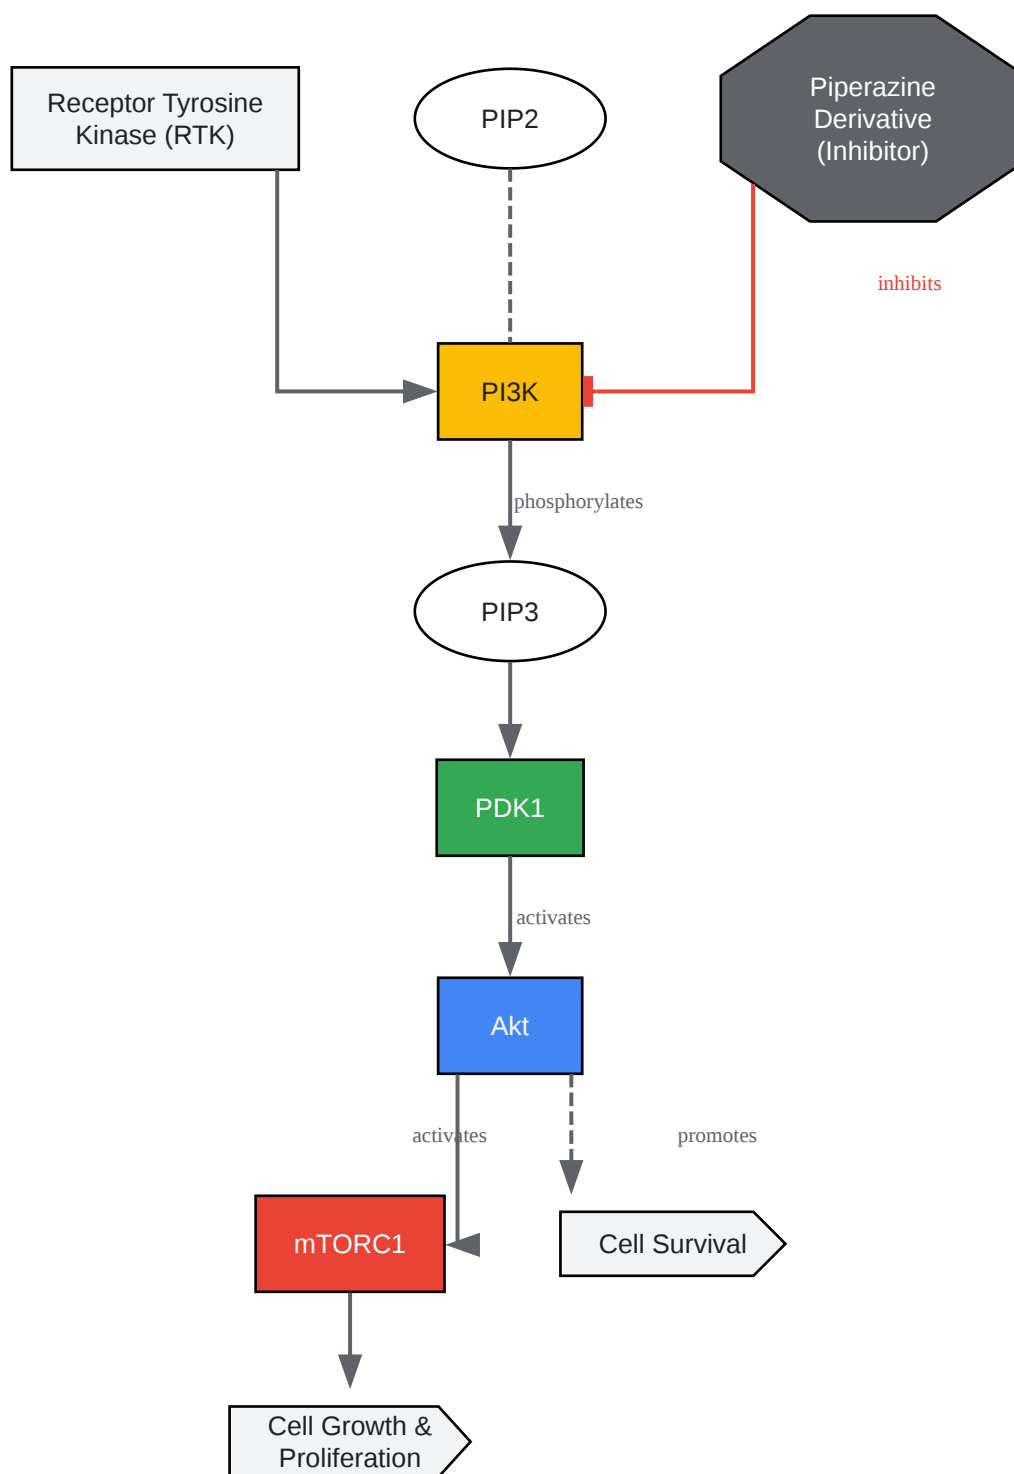 Receptor Tyrosine
Kinase (RTK)
PIP2
Piperazine
Derivative
(Inhibitor)
inhibits
PI3K
phosphorylates
PIP3
PDK1
activates
Akt
activates
promotes
mTORC1
Cell Survival
Cell Growth &
Proliferation